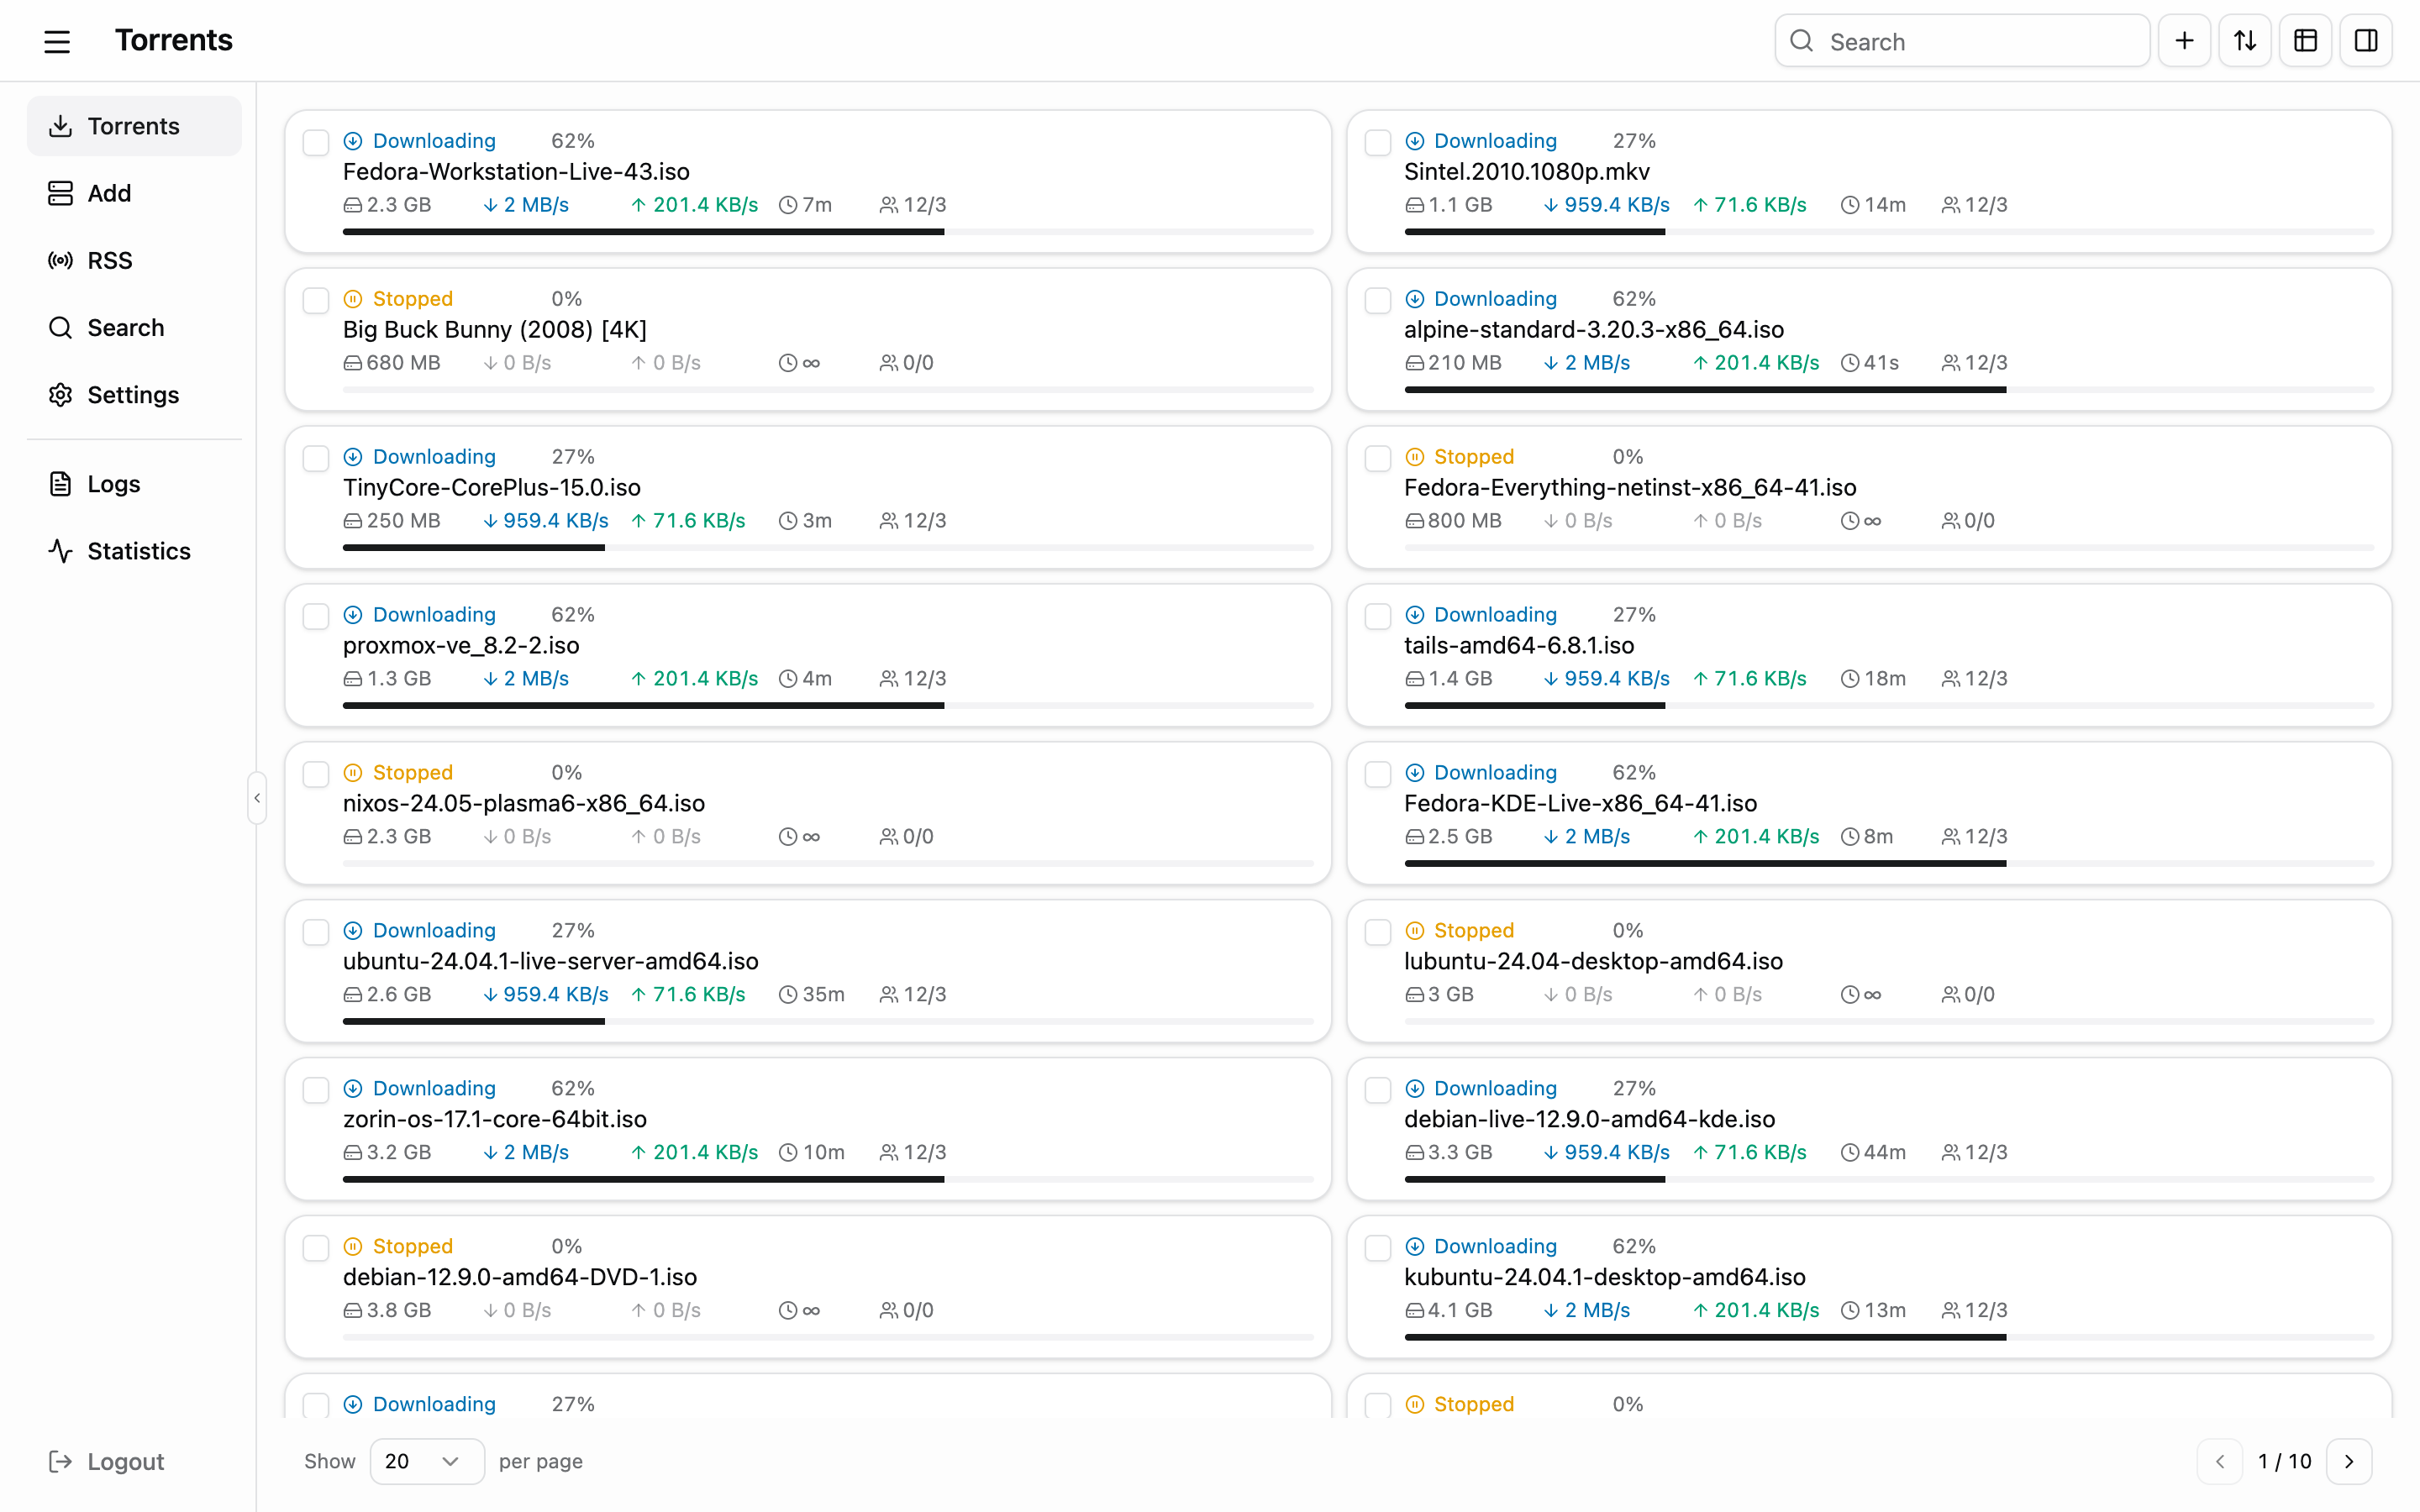 Torrents
Search
Torrents
Add
RSS
Search
Settings
Logs
Statistics
Logout
Downloading 62%
Fedora-Workstation-Live-43.iso
2.3 GB ↓ 2 MB/s ↑ 201.4 KB/s 7m 12/3
Downloading 27%
Sintel.2010.1080p.mkv
1.1 GB ↓ 959.4 KB/s ↑ 71.6 KB/s 14m 12/3
Stopped 0%
Big Buck Bunny (2008) [4K]
680 MB ↓ 0 B/s ↑ 0 B/s ∞ 0/0
Downloading 62%
alpine-standard-3.20.3-x86_64.iso
210 MB ↓ 2 MB/s ↑ 201.4 KB/s 41s 12/3
Downloading 27%
TinyCore-CorePlus-15.0.iso
250 MB ↓ 959.4 KB/s ↑ 71.6 KB/s 3m 12/3
Stopped 0%
Fedora-Everything-netinst-x86_64-41.iso
800 MB ↓ 0 B/s ↑ 0 B/s ∞ 0/0
Downloading 62%
proxmox-ve_8.2-2.iso
1.3 GB ↓ 2 MB/s ↑ 201.4 KB/s 4m 12/3
Downloading 27%
tails-amd64-6.8.1.iso
1.4 GB ↓ 959.4 KB/s ↑ 71.6 KB/s 18m 12/3
Stopped 0%
nixos-24.05-plasma6-x86_64.iso
2.3 GB ↓ 0 B/s ↑ 0 B/s ∞ 0/0
Downloading 62%
Fedora-KDE-Live-x86_64-41.iso
2.5 GB ↓ 2 MB/s ↑ 201.4 KB/s 8m 12/3
Downloading 27%
ubuntu-24.04.1-live-server-amd64.iso
2.6 GB ↓ 959.4 KB/s ↑ 71.6 KB/s 35m 12/3
Stopped 0%
lubuntu-24.04-desktop-amd64.iso
3 GB ↓ 0 B/s ↑ 0 B/s ∞ 0/0
Downloading 62%
zorin-os-17.1-core-64bit.iso
3.2 GB ↓ 2 MB/s ↑ 201.4 KB/s 10m 12/3
Downloading 27%
debian-live-12.9.0-amd64-kde.iso
3.3 GB ↓ 959.4 KB/s ↑ 71.6 KB/s 44m 12/3
Stopped 0%
debian-12.9.0-amd64-DVD-1.iso
3.8 GB ↓ 0 B/s ↑ 0 B/s ∞ 0/0
Downloading 62%
kubuntu-24.04.1-desktop-amd64.iso
4.1 GB ↓ 2 MB/s ↑ 201.4 KB/s 13m 12/3
Downloading 27%
Stopped 0%
Show 20 per page
1 / 10